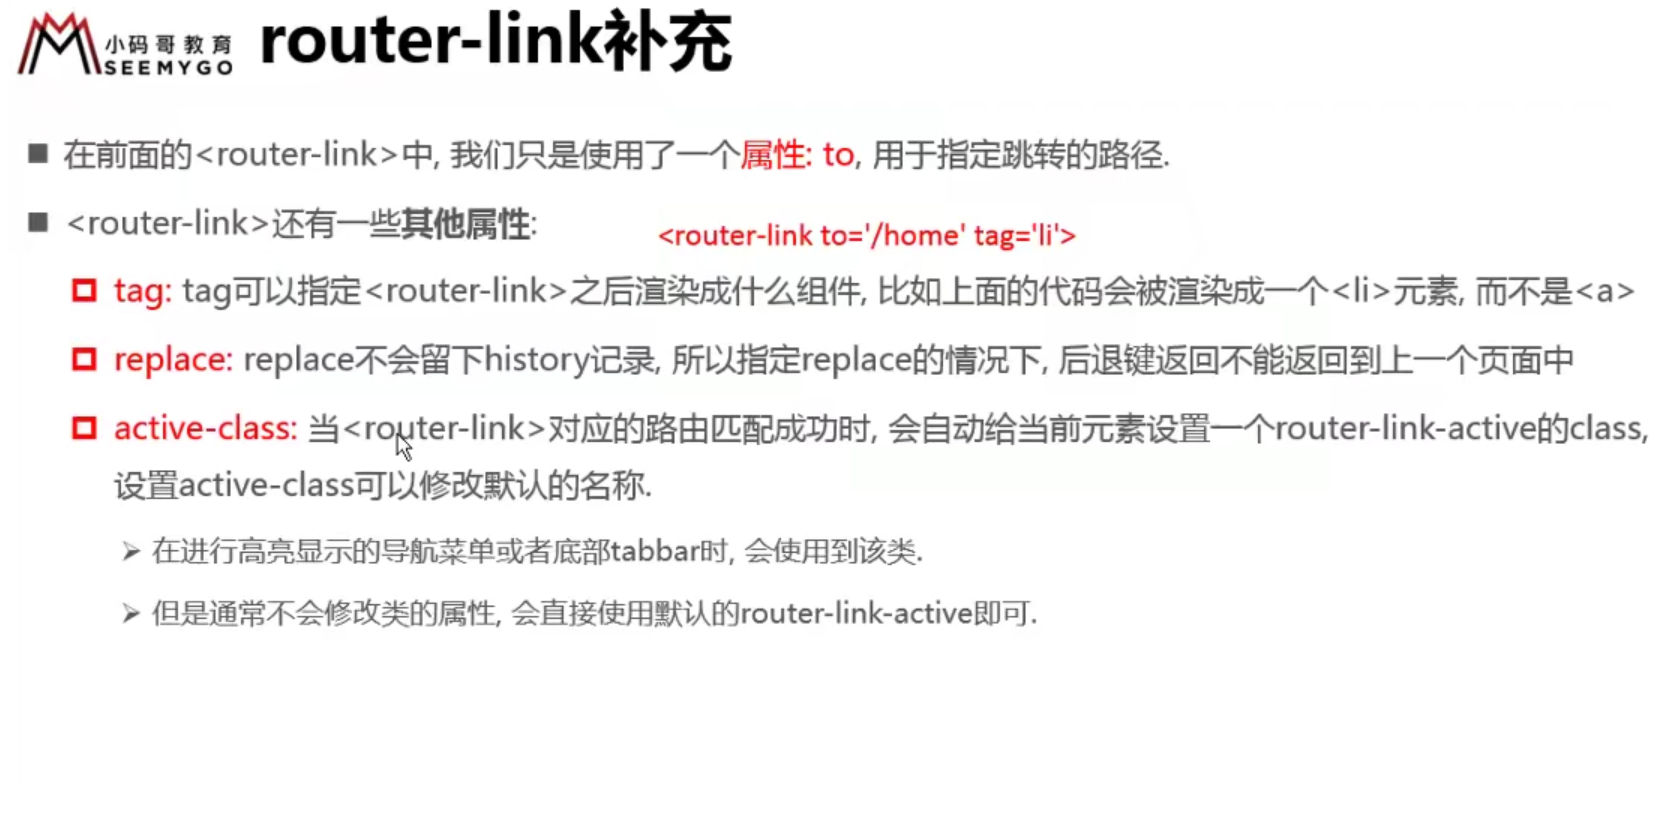 小码哥教育
SEEMYGO
router-link补充
在前面的<router-link>中, 我们只是使用了一个属性: to, 用于指定跳转的路径.
<router-link>还有一些其他属性:
<router-link to='/home' tag='li'>
tag: tag可以指定<router-link>之后渲染成什么组件, 比如上面的代码会被渲染成一个<li>元素, 而不是<a>
replace: replace不会留下history记录, 所以指定replace的情况下, 后退键返回不能返回到上一个页面中
active-class: 当<router-link>对应的路由匹配成功时, 会自动给当前元素设置一个router-link-active的class,
设置active-class可以修改默认的名称.
在进行高亮显示的导航菜单或者底部tabbar时, 会使用到该类.
但是通常不会修改类的属性, 会直接使用默认的router-link-active即可.